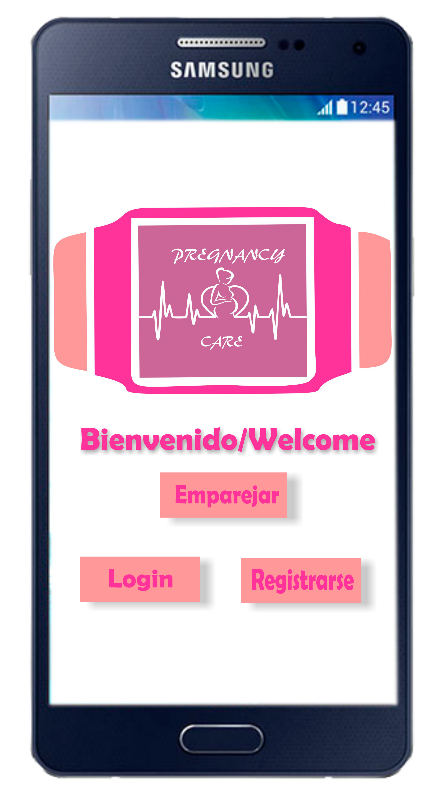 SAMSUNG
12:45
PREGNANCY
CARE
Bienvenido/Welcome
Emparejar
Login
Registrarse